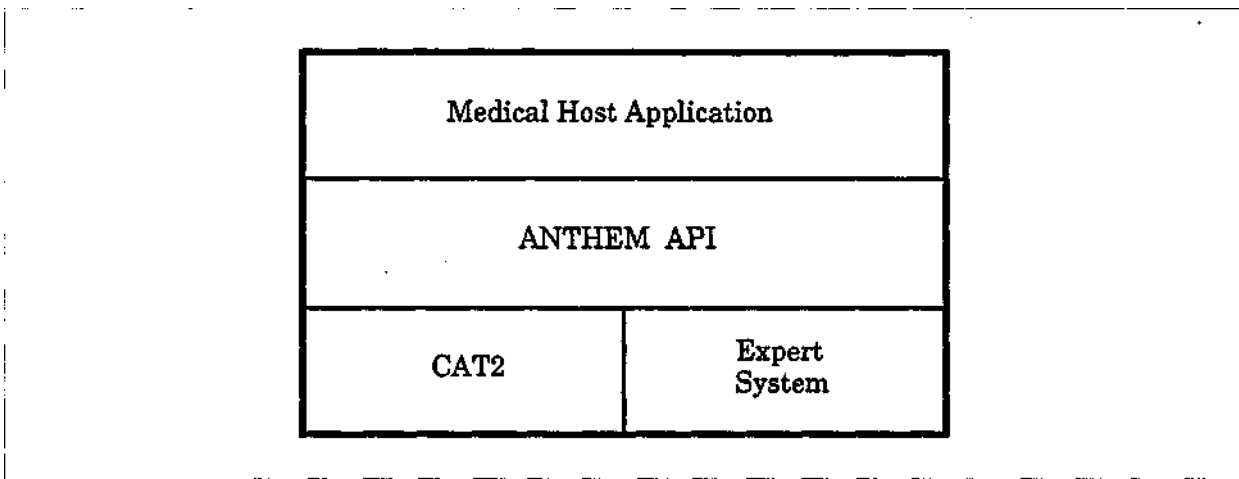 Medical Host Application
ANTHEM API
CAT2
Expert
System